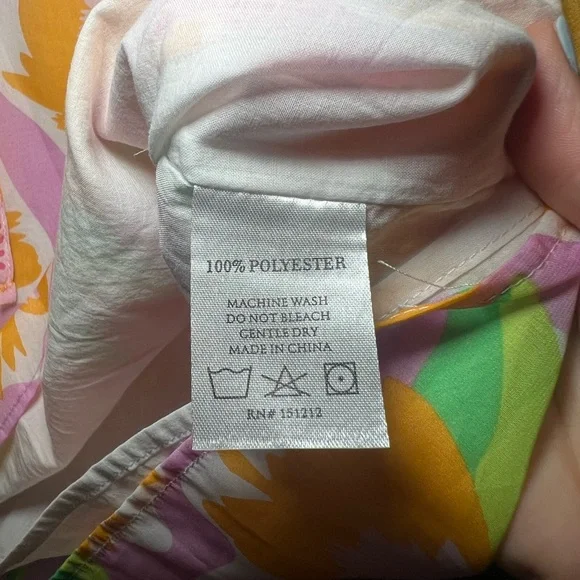 100% POLYESTER
MACHINE WASH
DO NOT BLEACH
GENTLE DRY
MADE IN CHINA
RN# 151212